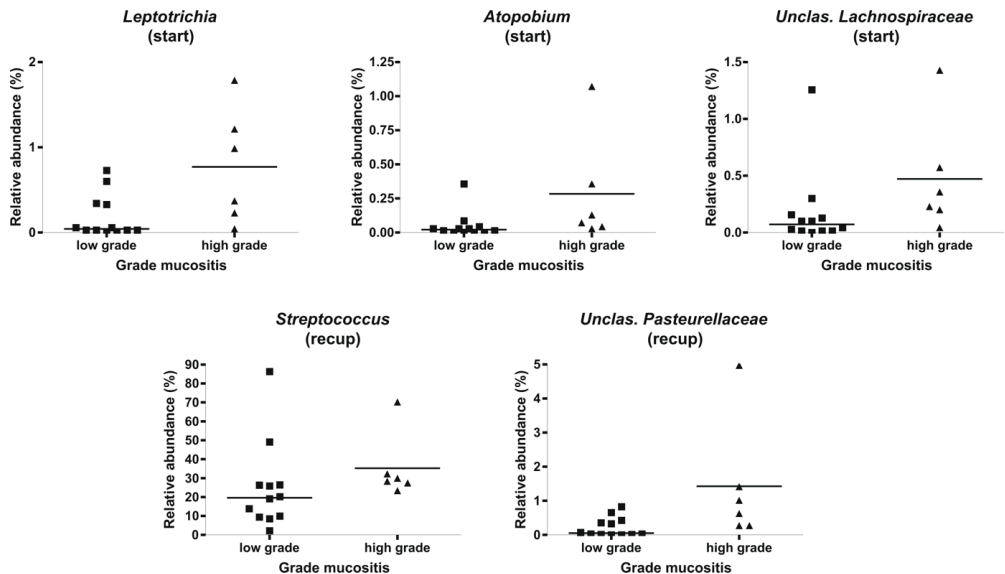 Leptotrichia
(start)
Relative abundance (%)
2
1
0
low grade
high grade
Grade mucositis
Atopobium
(start)
Relative abundance (%)
1.25
1.00
0.75
0.50
0.25
0.00
low grade
high grade
Grade mucositis
Unclas. Lachnospiraceae
(start)
Relative abundance (%)
1.5
1.0
0.5
0.0
low grade
high grade
Grade mucositis
Streptococcus
(recup)
Relative abundance (%)
90
80
70
60
50
40
30
20
10
0
low grade
high grade
Grade mucositis
Unclas. Pasteurellaceae
(recup)
Relative abundance (%)
5
4
3
2
1
0
low grade
high grade
Grade mucositis